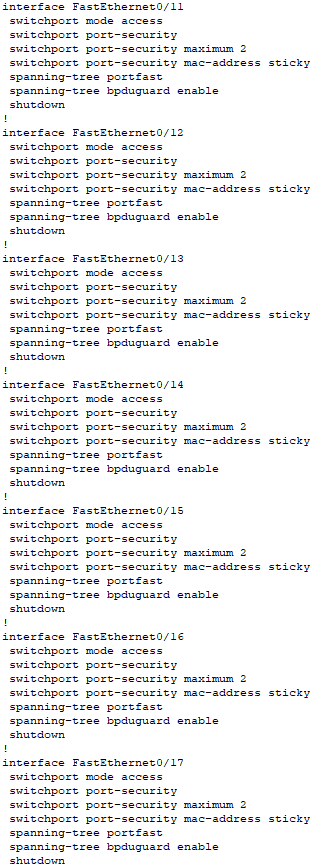 interface FastEthernet0/11
switchport mode access
switchport port-security
switchport port-security maximum 2
switchport port-security mac-address sticky
spanning-tree portfast
spanning-tree bpduguard enable
shutdown
!
interface FastEthernet0/12
switchport mode access
switchport port-security
switchport port-security maximum 2
switchport port-security mac-address sticky
spanning-tree portfast
spanning-tree bpduguard enable
shutdown
!
interface FastEthernet0/13
switchport mode access
switchport port-security
switchport port-security maximum 2
switchport port-security mac-address sticky
spanning-tree portfast
spanning-tree bpduguard enable
shutdown
!
interface FastEthernet0/14
switchport mode access
switchport port-security
switchport port-security maximum 2
switchport port-security mac-address sticky
spanning-tree portfast
spanning-tree bpduguard enable
shutdown
!
interface FastEthernet0/15
switchport mode access
switchport port-security
switchport port-security maximum 2
switchport port-security mac-address sticky
spanning-tree portfast
spanning-tree bpduguard enable
shutdown
!
interface FastEthernet0/16
switchport mode access
switchport port-security
switchport port-security maximum 2
switchport port-security mac-address sticky
spanning-tree portfast
spanning-tree bpduguard enable
shutdown
!
interface FastEthernet0/17
switchport mode access
switchport port-security
switchport port-security maximum 2
switchport port-security mac-address sticky
spanning-tree portfast
spanning-tree bpduguard enable
shutdown